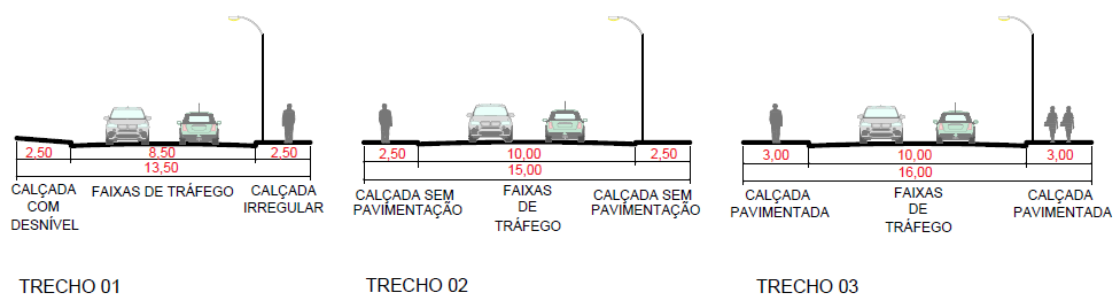 2,50 8,50 2,50
13,50
CALÇADA COM DESNÍVEL
FAIXAS DE TRÁFEGO
CALÇADA IRREGULAR
TRECHO 01
2,50 10,00 2,50
15,00
CALÇADA SEM PAVIMENTAÇÃO
FAIXAS DE TRÁFEGO
CALÇADA SEM PAVIMENTAÇÃO
TRECHO 02
3,00 10,00 3,00
16,00
CALÇADA PAVIMENTADA
FAIXAS DE TRÁFEGO
CALÇADA PAVIMENTADA
TRECHO 03